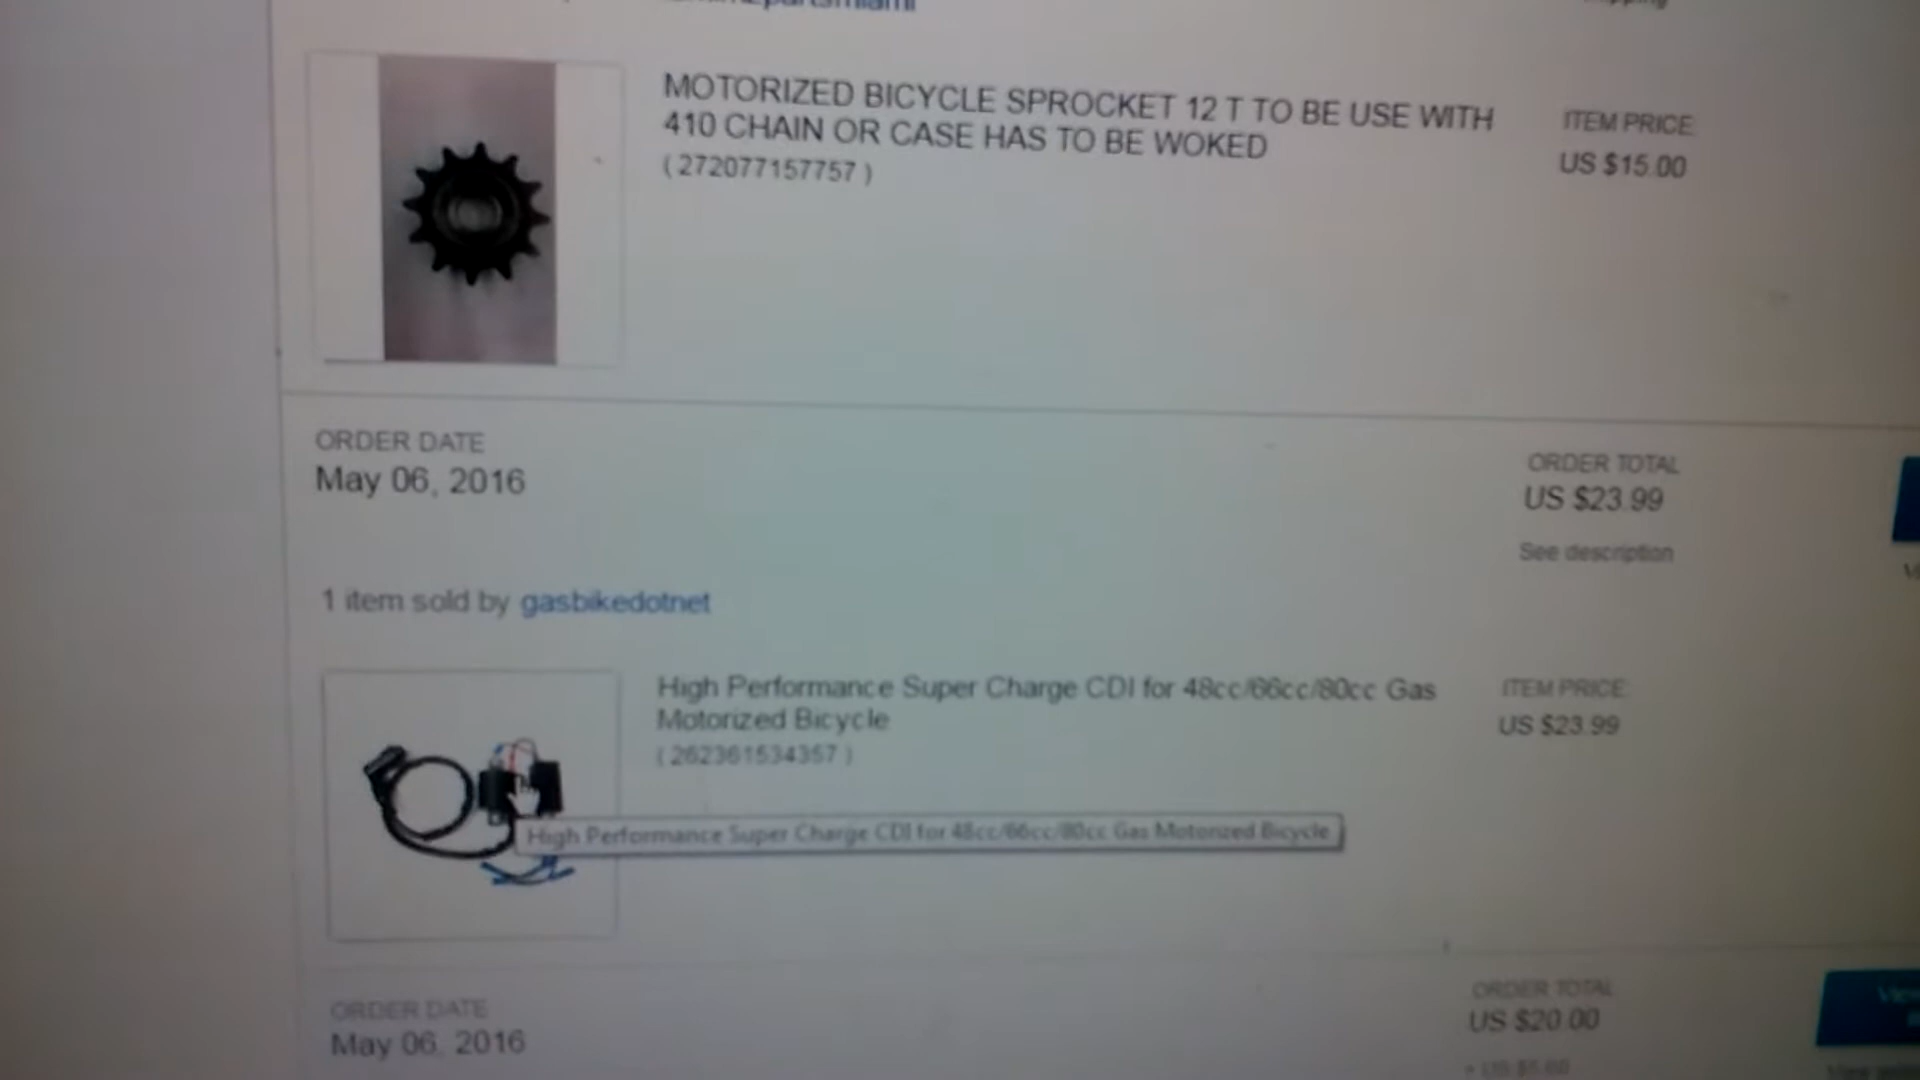 MOTORIZED BICYCLE SPROCKET 12 T TO BE USE WITH
410 CHAIN OR CASE HAS TO BE WOKED
( 272077157757 )
ITEM PRICE
US $15.00
ORDER DATE
May 06, 2016
ORDER TOTAL
US $23.99
See description
1 item sold by gasbikedotnet
High Performance Super Charge CDI for 48cc/66cc/80cc Gas
Motorized Bicycle
( 262361534357 )
ITEM PRICE
US $23.99
High Performance Super Charge CDI for 48cc/66cc/80cc Gas Motorized Bicycle
ORDER DATE
May 06, 2016
ORDER TOTAL
US $20.00